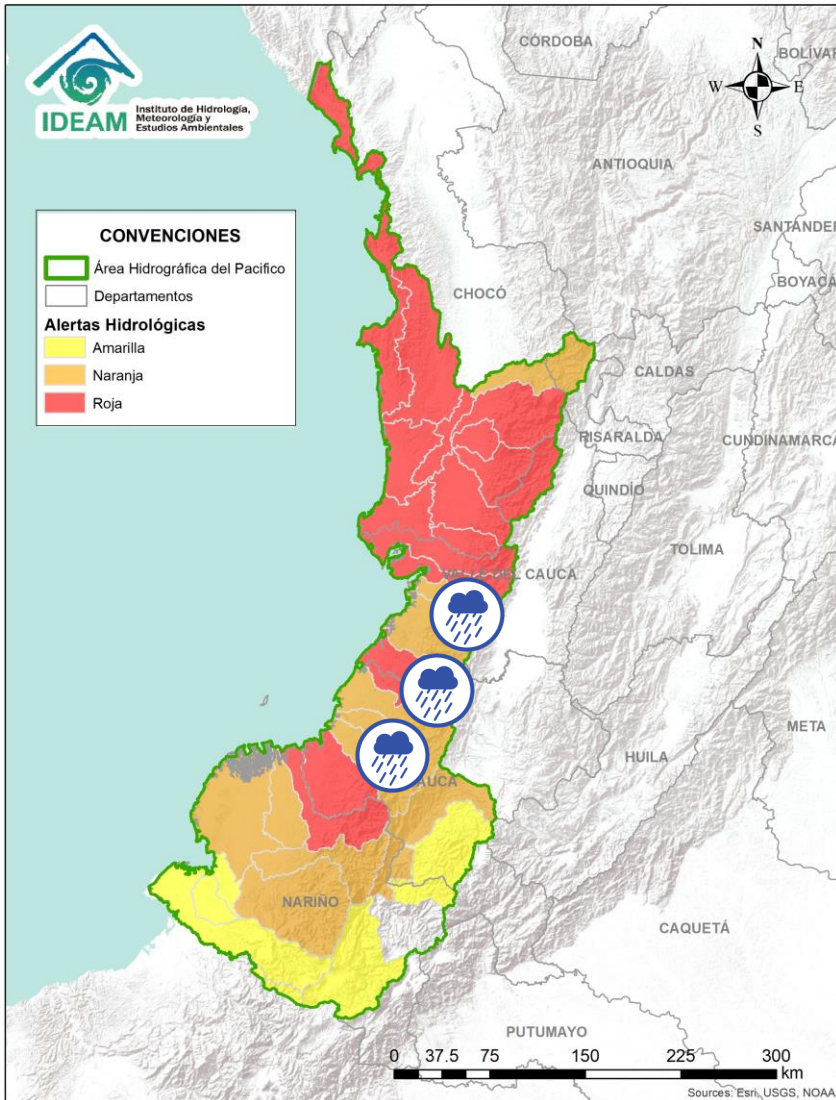 IDEAM
Instituto de Hidrología,
Meteorología y
Estudios Ambientales
CONVENCIONES
Área Hidrográfica del Pacifico
Departamentos
Alertas Hidrológicas
Amarilla
Naranja
Roja
N
W
E
S
CÓRDOBA
BOLÍVAR
ANTIOQUIA
SANTANDER
BOYACÁ
CHOCÓ
CALDAS
RISARALDA
CUNDINAMARCA
QUINDÍO
TOLIMA
VALLE DEL CAUCA
META
HUILA
AUCA
NARIÑO
CAQUETÁ
PUTUMAYO
0 37.5 75 150 225 300
km
Sources: Esri, USGS, NOAA